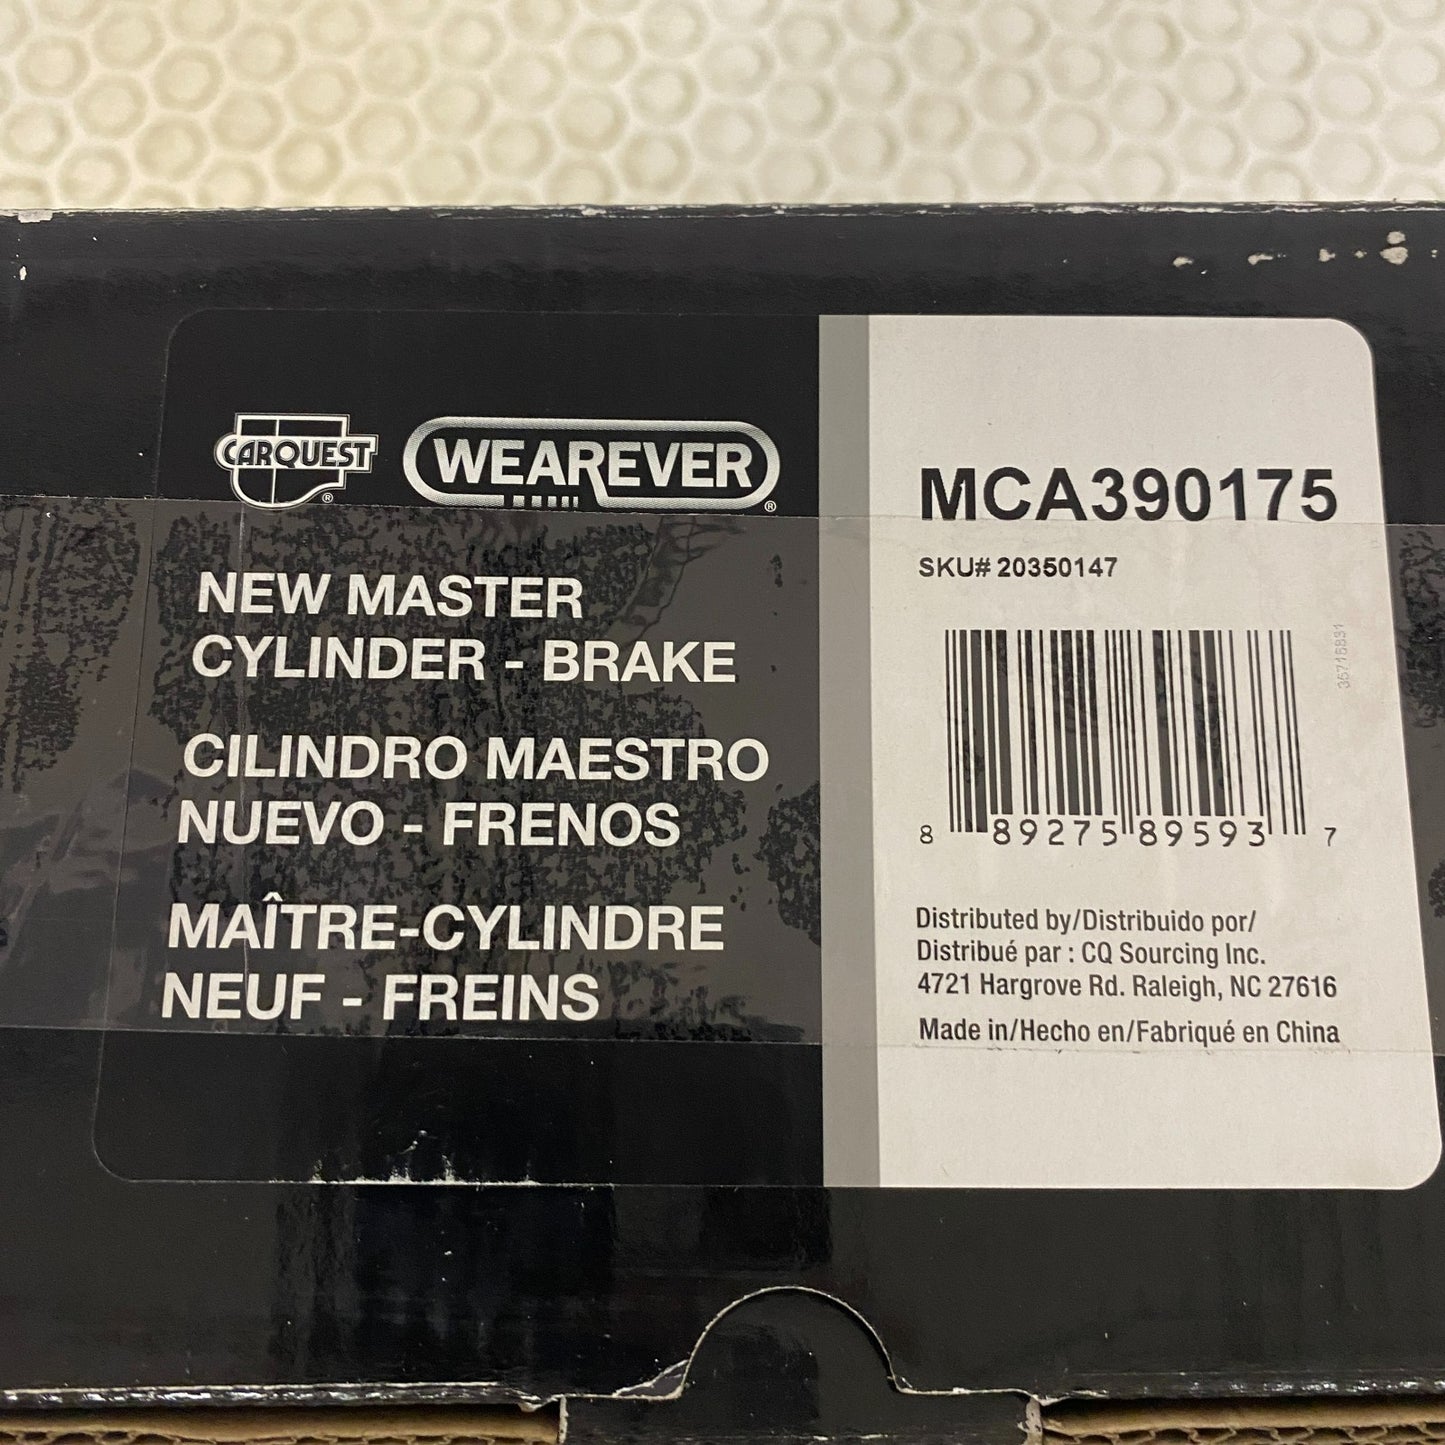 CARQUEST
®
WEAREVER
®
NEW MASTER
CYLINDER - BRAKE
CILINDRO MAESTRO
NUEVO - FRENOS
MAÎTRE-CYLINDRE
NEUF - FREINS
MCA390175
SKU# 20350147
35715831
8 89275 89593 7
Distributed by/Distribuido por/
Distribué par : CQ Sourcing Inc.
4721 Hargrove Rd. Raleigh, NC 27616
Made in/Hecho en/Fabriqué en China